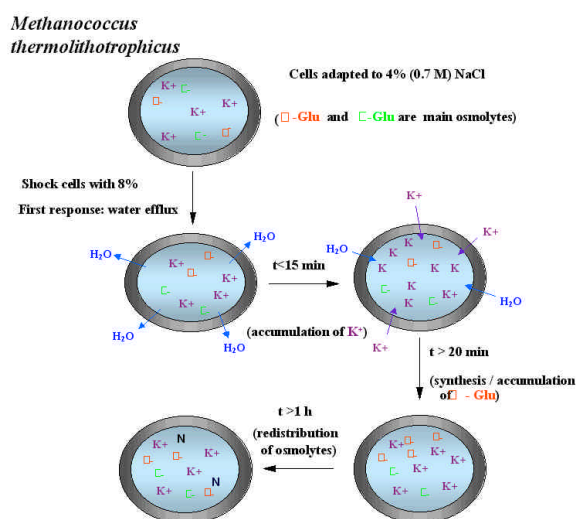 Methanococcus
thermolithotrophicus
Cells adapted to 4% (0.7 M) NaCl
K+ □-
□- K+
K+
K+ □- □-
(□-Glu and □-Glu are main osmolytes)
Shock cells with 8%
First response: water efflux
H₂O
H₂O
□-
K+ □-
□- K+
K+ □-
H₂O
H₂O
t<15 min
(accumulation of K⁺)
K+
K+
H₂O
K □-
K K+
K □- K K
K
□- K+
K K □-
H₂O
K+
t > 20 min
(synthesis / accumulation
of □ - Glu)
□- □-
K+ □- K+
□- K+
□- K+
K+ □- K+
t >1 h
(redistribution
of osmolytes)
N
K+ □- K+
□- K+
N
K+ □-